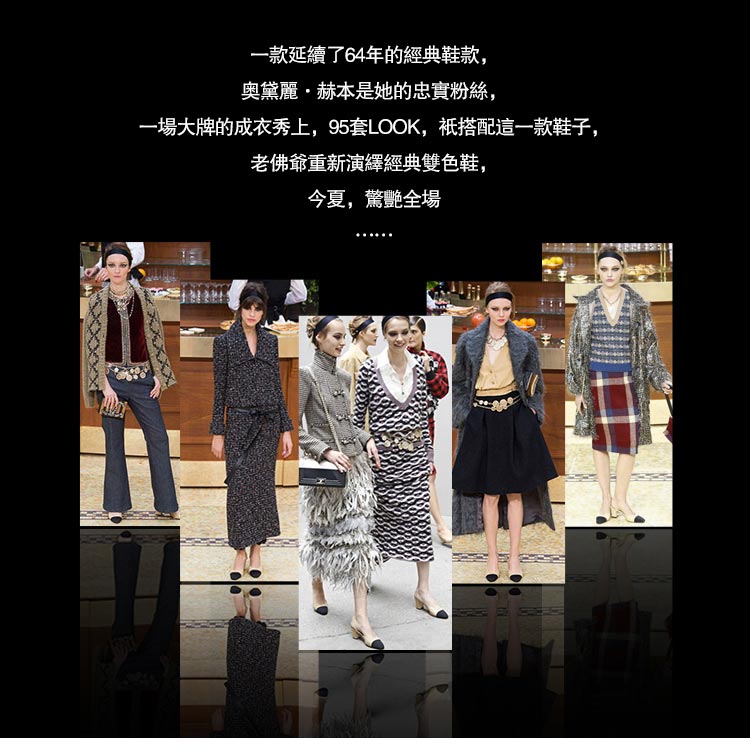 一款延續了64年的經典鞋款，
奥黛麗·赫本是她的忠實粉絲，
一場大牌的成衣秀上，95套LOOK，衹搭配這一款鞋子，
老佛爺重新演繹經典雙色鞋，
今夏，驚艷全場
……